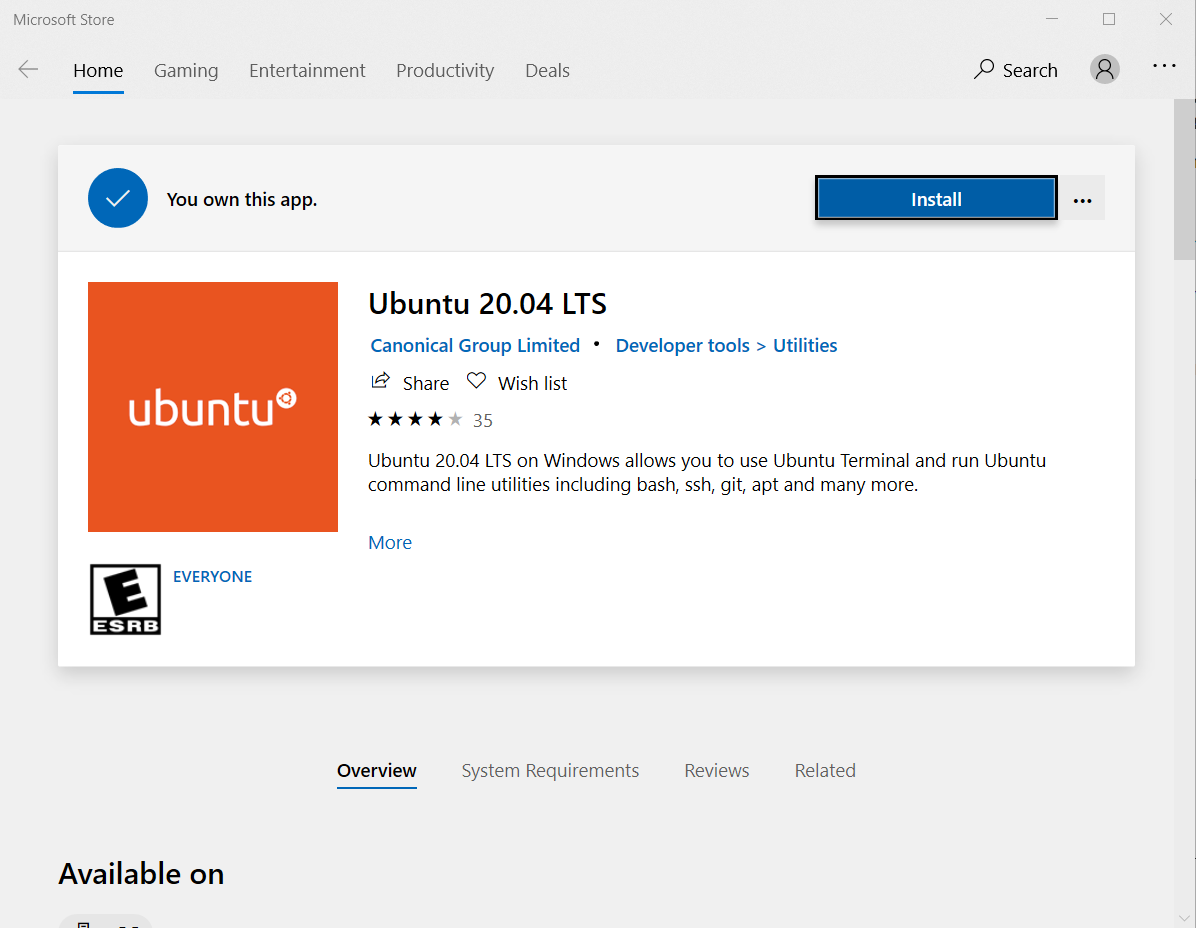 Microsoft Store
Home Gaming Entertainment Productivity Deals Search
You own this app. Install
ubuntu
Ubuntu 20.04 LTS
Canonical Group Limited • Developer tools > Utilities
Share Wish list
35
Ubuntu 20.04 LTS on Windows allows you to use Ubuntu Terminal and run Ubuntu
command line utilities including bash, ssh, git, apt and many more.
More
E
ESRB
EVERYONE
Overview System Requirements Reviews Related
Available on